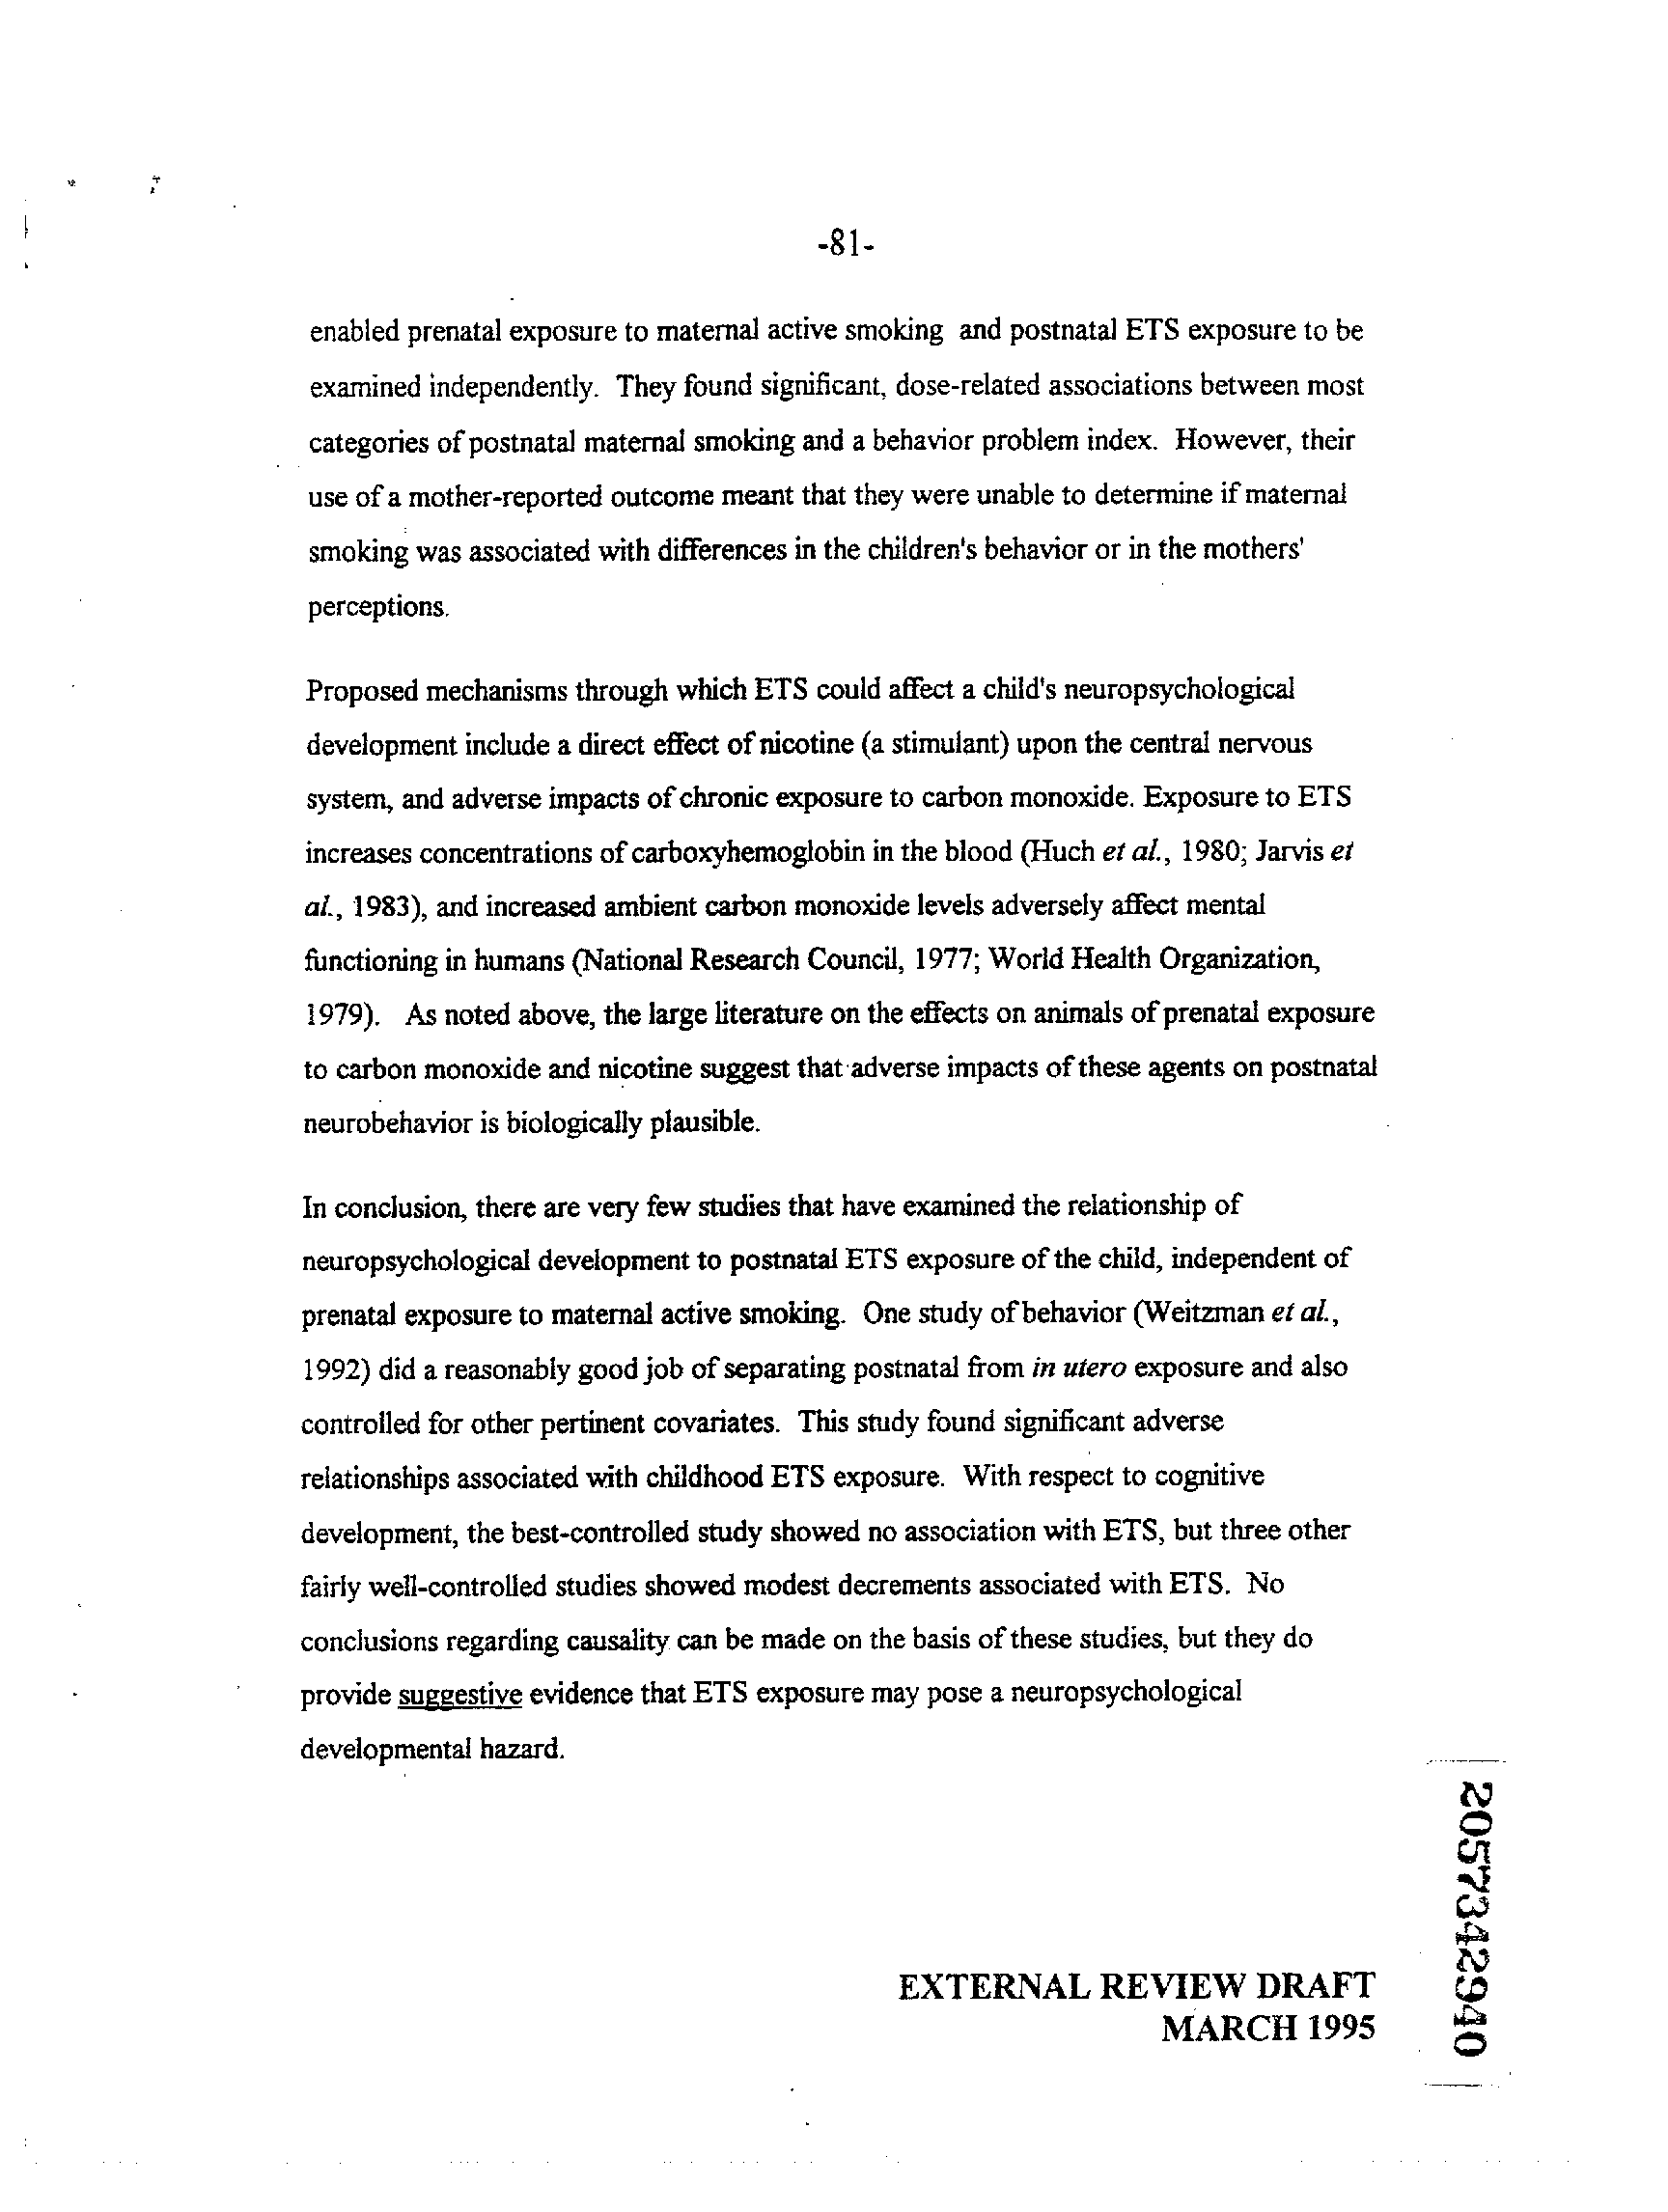 -81-
enabled prenatal exposure to maternal active smoking and postnatal ETS exposure to be
examined independently. They found significant, dose-related associations between most
categories of postnatal maternal smoking and a behavior problem index. However, their
use of a mother-reported outcome meant that they were unable to determine if maternal
smoking was associated with differences in the children's behavior or in the mothers'
perceptions.
Proposed mechanisms through which ETS could affect a child's neuropsychological
development include a direct effect of nicotine (a stimulant) upon the central nervous
system, and adverse impacts of chronic exposure to carbon monoxide. Exposure to ETS
increases concentrations of carboxyhemoglobin in the blood (Huch et al., 1980; Jarvis et
al., 1983), and increased ambient carbon monoxide levels adversely affect mental
functioning in humans (National Research Council, 1977; World Health Organization,
1979). As noted above, the large literature on the effects on animals of prenatal exposure
to carbon monoxide and nicotine suggest that adverse impacts of these agents on postnatal
neurobehavior is biologically plausible.
In conclusion, there are very few studies that have examined the relationship of
neuropsychological development to postnatal ETS exposure of the child, independent of
prenatal exposure to maternal active smoking. One study of behavior (Weitzman et al.,
1992) did a reasonably good job of separating postnatal from in utero exposure and also
controlled for other pertinent covariates. This study found significant adverse
relationships associated with childhood ETS exposure. With respect to cognitive
development, the best-controlled study showed no association with ETS, but three other
fairly well-controlled studies showed modest decrements associated with ETS. No
conclusions regarding causality can be made on the basis of these studies, but they do
provide suggestive evidence that ETS exposure may pose a neuropsychological
developmental hazard.
EXTERNAL REVIEW DRAFT
MARCH 1995
2057342940